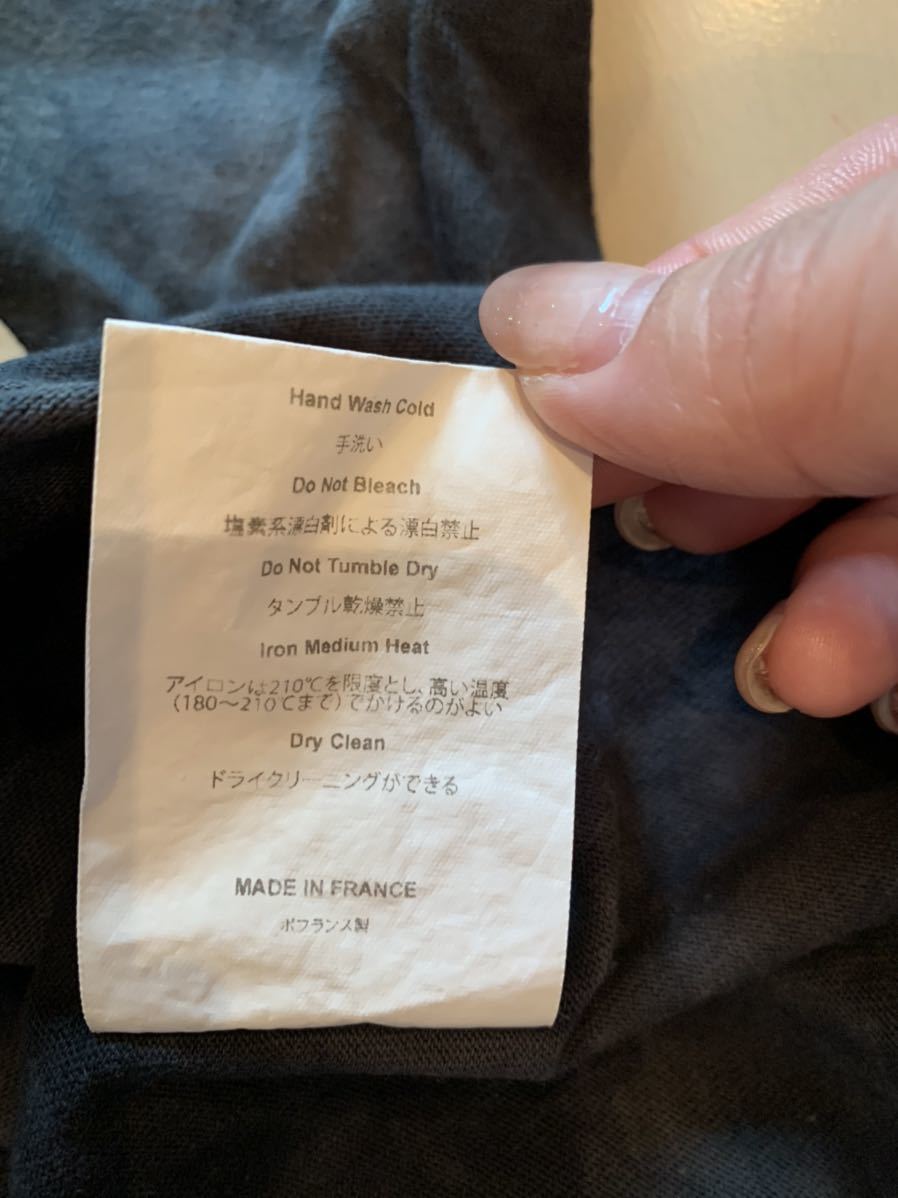 Hand Wash Cold
手洗い
Do Not Bleach
塩素系漂白剤による漂白禁止
Do Not Tumble Dry
タンブル乾燥禁止
Iron Medium Heat
アイロンは210℃を限度とし、高い温度
(180〜210℃まで)でかけるのがよい
Dry Clean
ドライクリーニングができる
MADE IN FRANCE
ポフランス製